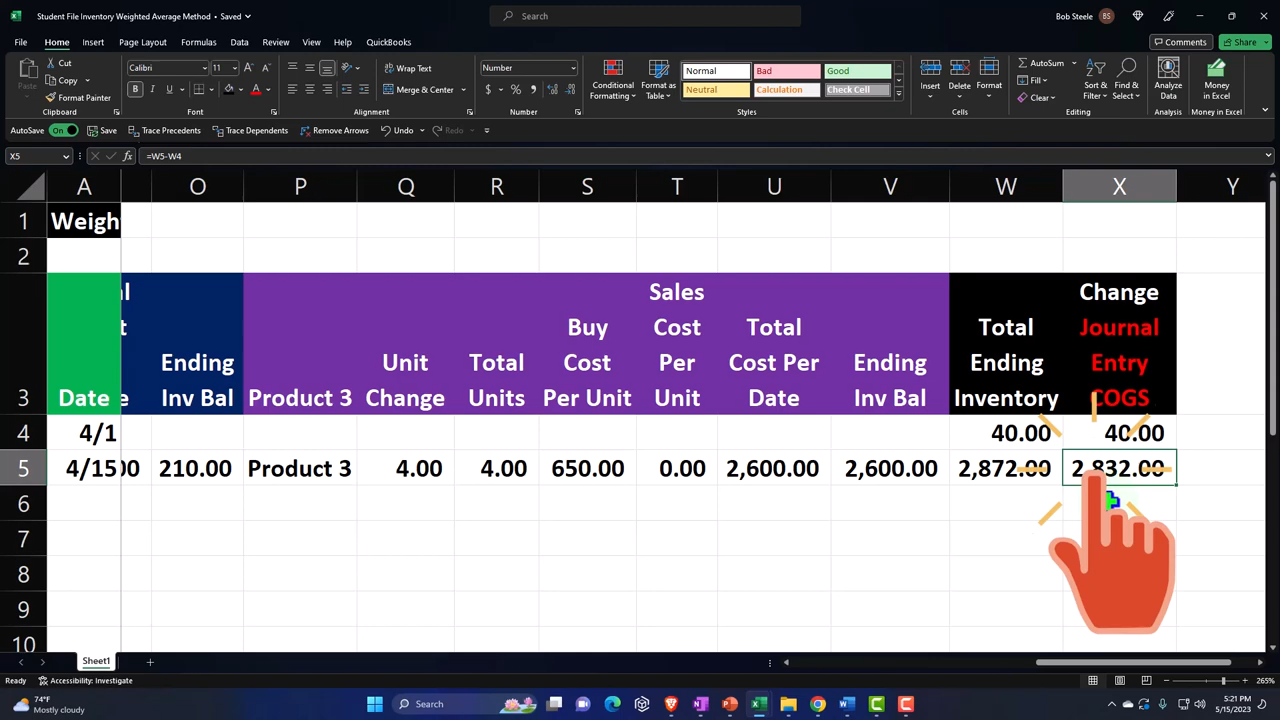 Student File Inventory Weighted Average Method • Saved
Search
Bob Steele BS
File Home Insert Page Layout Formulas Data Review View Help QuickBooks Comments Share
Paste Cut Copy Format Painter Clipboard
Calibri 11 Font
Wrap Text Merge & Center Alignment
Number Number
Conditional Formatting Format as Table Normal Bad Good Neutral Calculation Check Cell Styles
Insert Delete Format Cells
AutoSum Fill Clear Sort & Filter Find & Select Editing
Analyze Data Analysis
Money in Excel Money in Excel
AutoSave On Save Trace Precedents Trace Dependents Remove Arrows Undo Redo
X5 fx =W5-W4
A O P Q R S T U V W X Y
1 Weigh
2
l Sales Change
t Buy Cost Total Total Journal
Ending Unit Total Cost Per Cost Per Ending Ending Entry
3 Date e Inv Bal Product 3 Change Units Per Unit Unit Date Inv Bal Inventory COGS
4 4/1 40.00 40.00
5 4/15 00 210.00 Product 3 4.00 4.00 650.00 0.00 2,600.00 2,600.00 2,872.00 2,832.00
6
7
8
9
10
Sheet1
Ready Accessibility: Investigate 265%
74°F
Mostly cloudy
Search
5:21 PM
5/15/2023